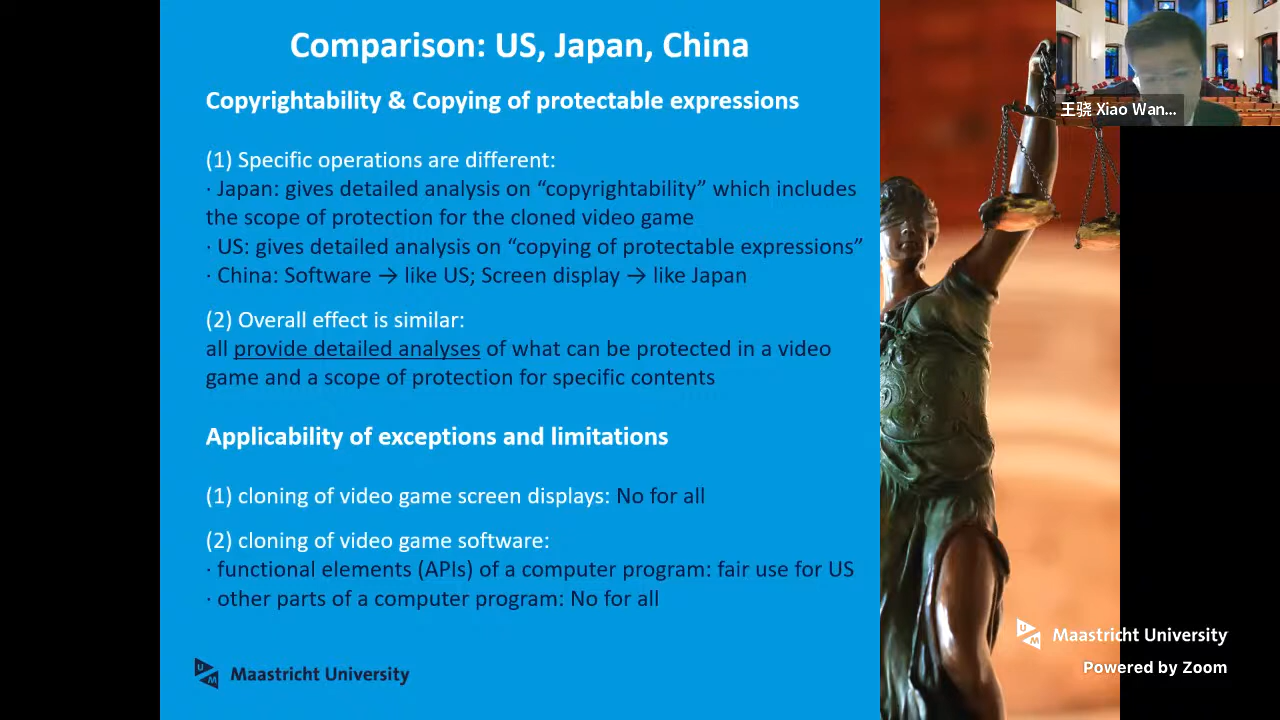 Comparison: US, Japan, China
Copyrightability & Copying of protectable expressions
(1) Specific operations are different:
· Japan: gives detailed analysis on “copyrightability” which includes
the scope of protection for the cloned video game
· US: gives detailed analysis on “copying of protectable expressions”
· China: Software → like US; Screen display → like Japan
(2) Overall effect is similar:
all provide detailed analyses of what can be protected in a video
game and a scope of protection for specific contents
Applicability of exceptions and limitations
(1) cloning of video game screen displays: No for all
(2) cloning of video game software:
· functional elements (APIs) of a computer program: fair use for US
· other parts of a computer program: No for all
UM Maastricht University
王骁 Xiao Wan...
UM Maastricht University
Powered by Zoom